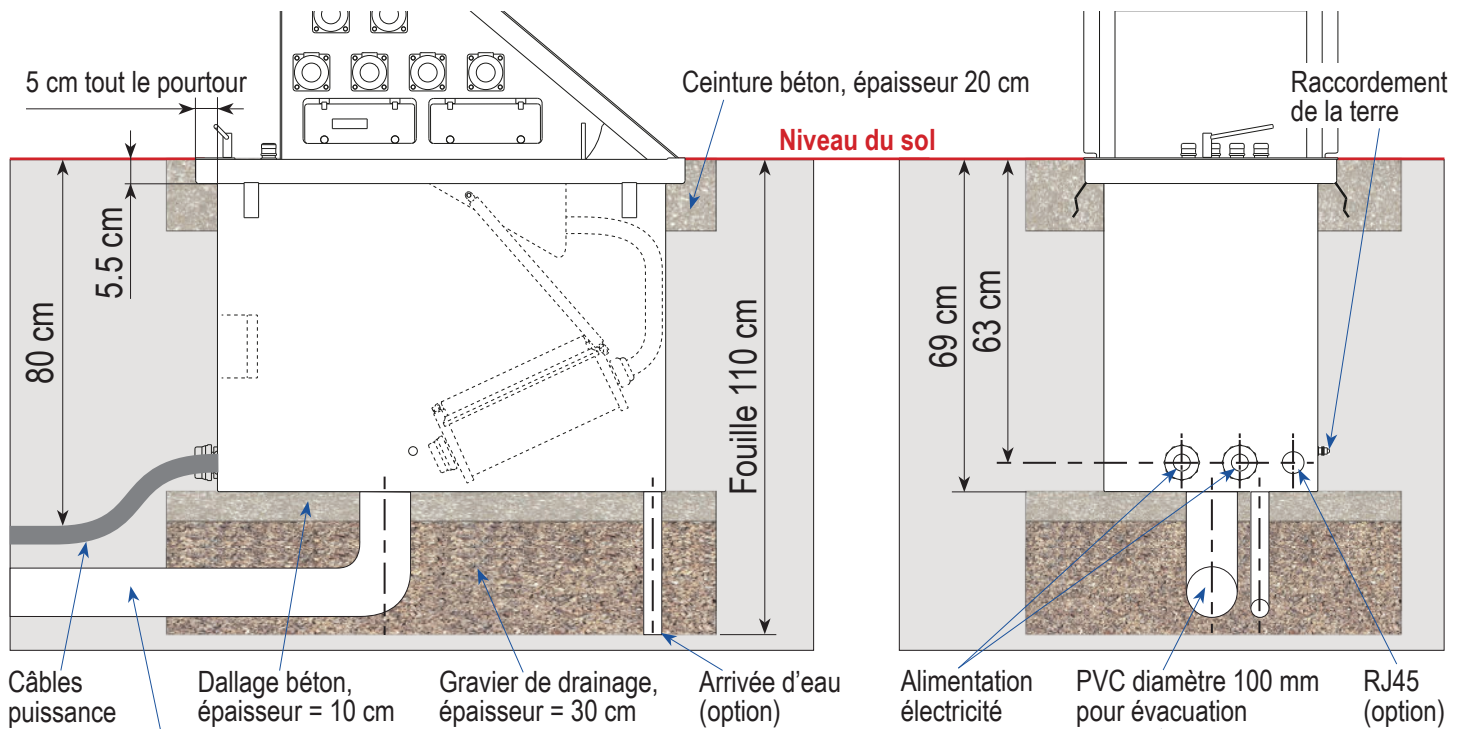 5 cm tout le pourtour
Ceinture béton, épaisseur 20 cm
Raccordement
de la terre
Niveau du sol
5.5 cm
80 cm
Fouille 110 cm
69 cm
63 cm
Câbles
puissance
Dallage béton,
épaisseur = 10 cm
Gravier de drainage,
épaisseur = 30 cm
Arrivée d’eau
(option)
Alimentation
électricité
PVC diamètre 100 mm
pour évacuation
RJ45
(option)